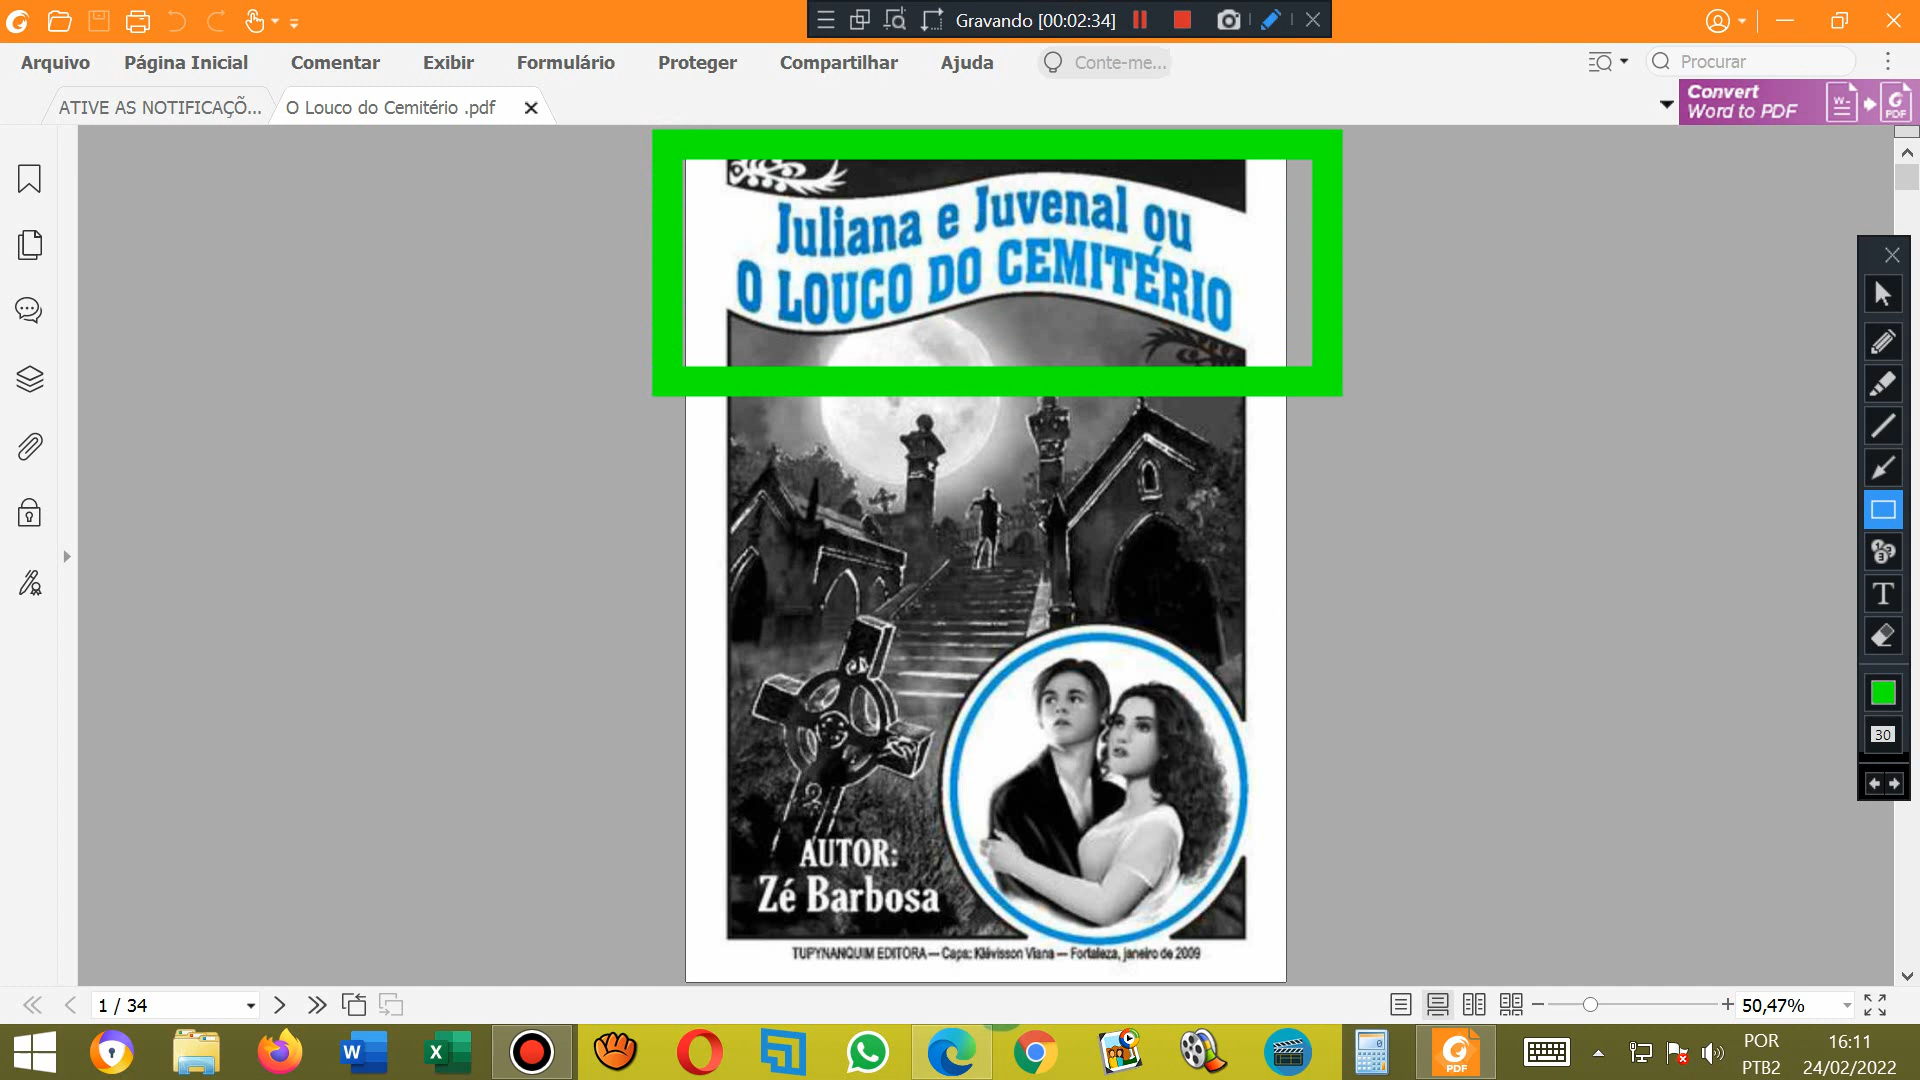 Gravando [00:02:34]
Arquivo Página Inicial Comentar Exibir Formulário Proteger Compartilhar Ajuda Conte-me... Procurar
ATIVE AS NOTIFICAÇÕ... O Louco do Cemitério .pdf
Convert
Word to PDF
Juliana e Juvenal ou
O LOUCO DO CEMITÉRIO
AUTOR:
Zé Barbosa
TUPYNANQUIM EDITORA — Capa: Klévisson Viana — Fortaleza, janeiro de 2009
30
1 / 34
50,47%
POR
PTB2
16:11
24/02/2022